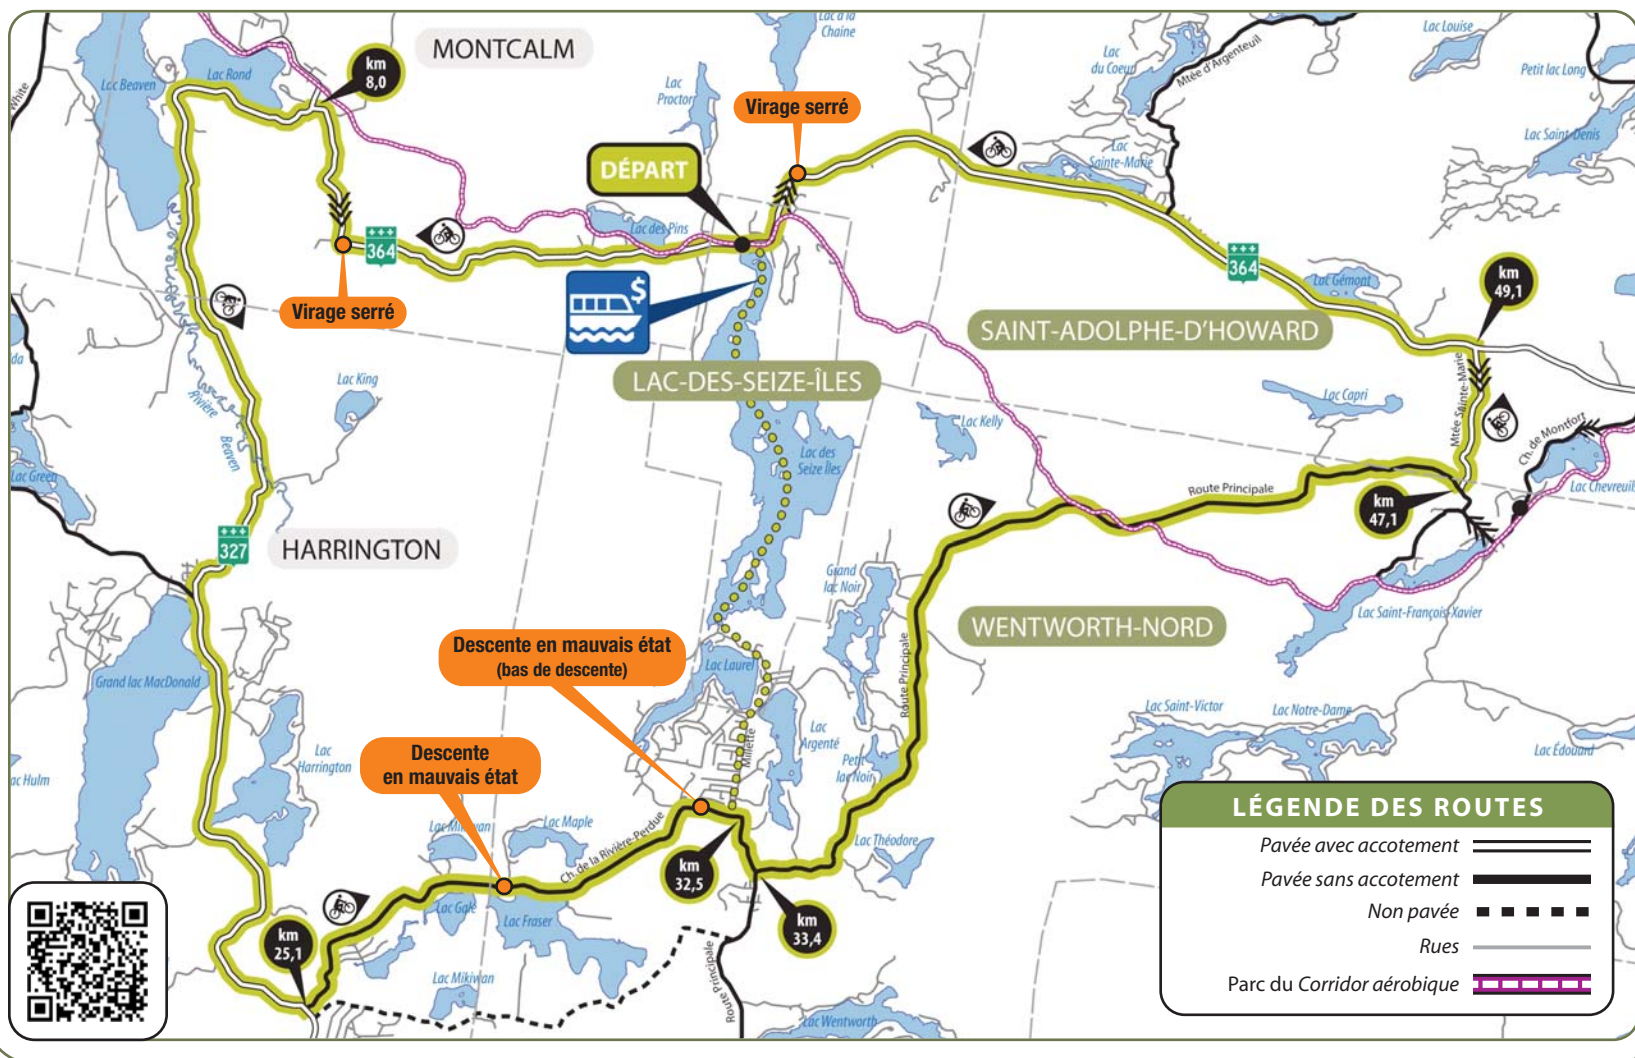 MONTCALM
km
8,0
Lac Rond
Lac Beaven
White
Lac
Proctor
Lac à la
Chaine
Virage serré
DÉPART
Lac
du Coeur
Mtée d'Argenteuil
Lac Louise
Petit lac Long
Lac Saint-Denis
Lac
Sainte-Marie
364
Lac des Pins
Virage serré
$
364
Lac Gémont
km
49,1
SAINT-ADOLPHE-D'HOWARD
LAC-DES-SEIZE-ÎLES
Lac King
Rivière
Beaven
Lac Green
Lac Kelly
Lac Capri
Mtée Sainte-Marie
Ch. de Montfort
Lac des
Seize Îles
Route Principale
km
47,1
Lac Chevreuils
327
HARRINGTON
Grand
lac Noir
Lac Saint-François-Xavier
WENTWORTH-NORD
Descente en mauvais état
(bas de descente)
Lac Laurel
Route Principale
Grand lac MacDonald
Lac
Harrington
Lac
Argenté
Millette
Petit
lac Noir
Lac Saint-Victor
Lac Notre-Dame
Lac Édouard
ac Hulm
Descente
en mauvais état
Lac Mikiwan
Lac Maple
Ch. de la Rivière-Perdue
Lac Théodore
km
32,5
km
33,4
Lac Gale
Lac Fraser
km
25,1
Lac Mikiwan
Route Principale
Lac Wentworth
LÉGENDE DES ROUTES
Pavée avec accotement
Pavée sans accotement
Non pavée
Rues
Parc du Corridor aérobique